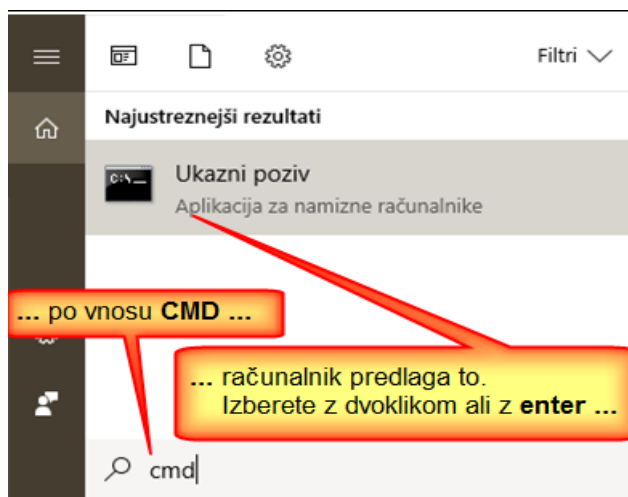 Filtri
Najustreznejši rezultati
C:\_
Ukazni poziv
Aplikacija za namizne računalnike
... po vnosu CMD ...
... računalnik predlaga to.
Izberete z dvoklikom ali z enter ...
cmd